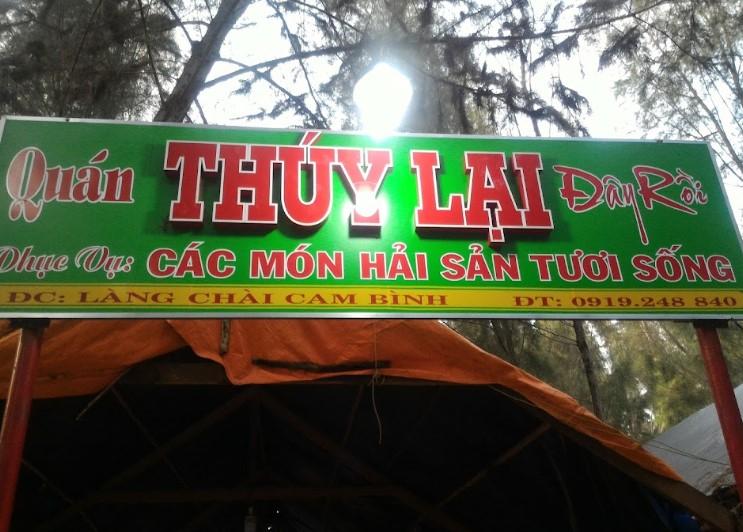 Quán THÚY LẠI Đây Rồi
Phục Vụ: CÁC MÓN HẢI SẢN TƯƠI SỐNG
ĐC: LÀNG CHÀI CAM BÌNH ĐT: 0919.248 840